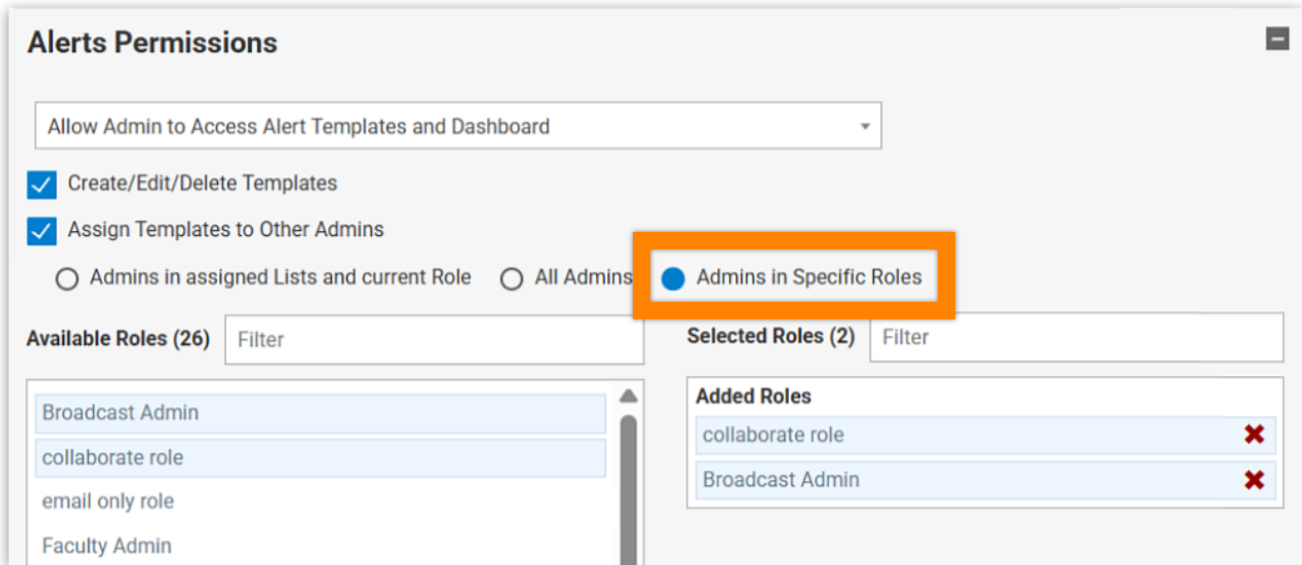 Alerts Permissions
Allow Admin to Access Alert Templates and Dashboard
Create/Edit/Delete Templates
Assign Templates to Other Admins
Admins in assigned Lists and current Role All Admins Admins in Specific Roles
Available Roles (26) Filter Selected Roles (2) Filter
Broadcast Admin
collaborate role
email only role
Faculty Admin
Added Roles
collaborate role
Broadcast Admin